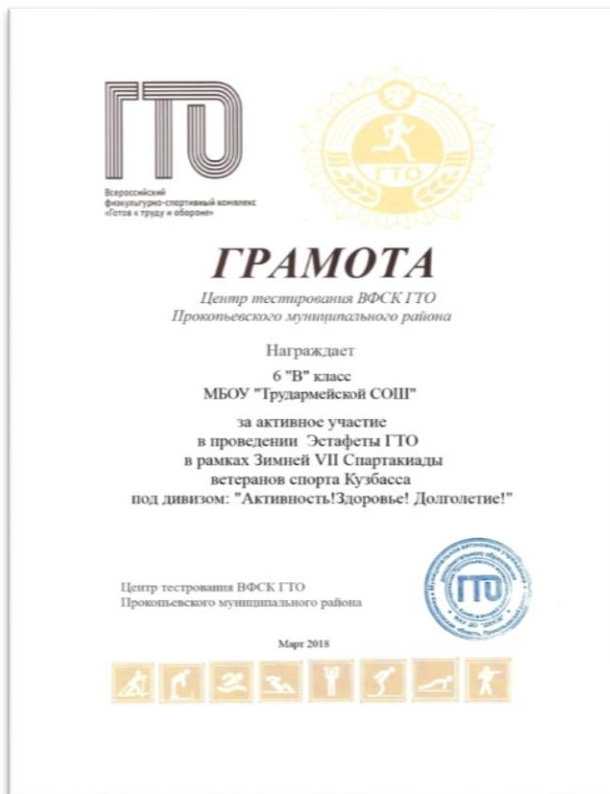 ГТО
Всероссийский
физкультурно-спортивный комплекс
«Готов к труду и обороне»
ГТО
ГРАМОТА
Центр тестирования ВФСК ГТО
Прокопьевского муниципального района
Награждает
6 "В" класс
МБОУ "Трудармейской СОШ"
за активное участие
в проведении Эстафеты ГТО
в рамках Зимней VII Спартакиады
ветеранов спорта Кузбасса
под дивизом: "Активность!Здоровье! Долголетие!"
ГТО
Центр тестрования ВФСК ГТО
Прокопьевского муниципального района
Март 2018